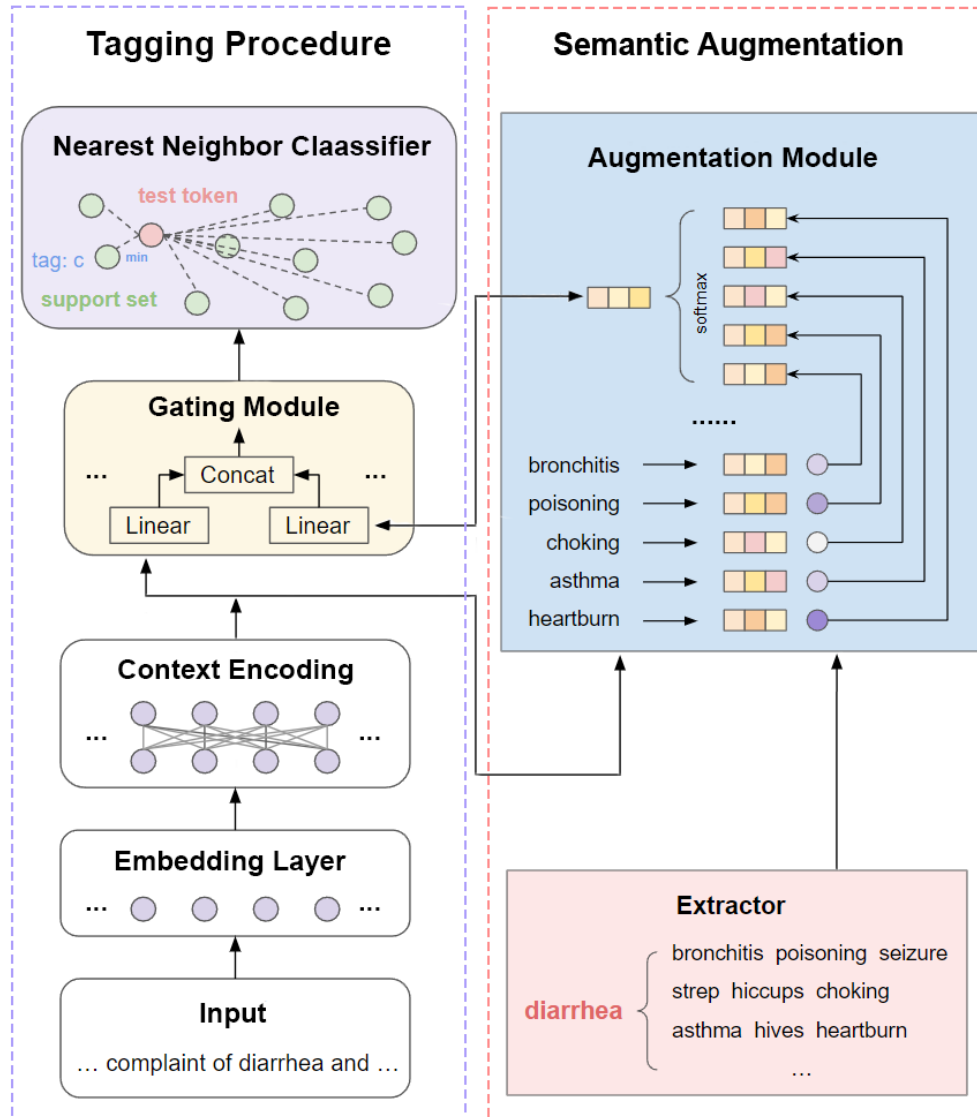 Tagging Procedure
Nearest Neighbor Claassifier
test token
tag: c
min
support set
Gating Module
...
Concat
...
Linear
Linear
Context Encoding
...
...
Embedding Layer
...
...
Input
... complaint of diarrhea and ...
Semantic Augmentation
Augmentation Module
softmax
......
bronchitis
poisoning
choking
asthma
heartburn
Extractor
diarrhea
bronchitis poisoning seizure
strep hiccups choking
asthma hives heartburn
...